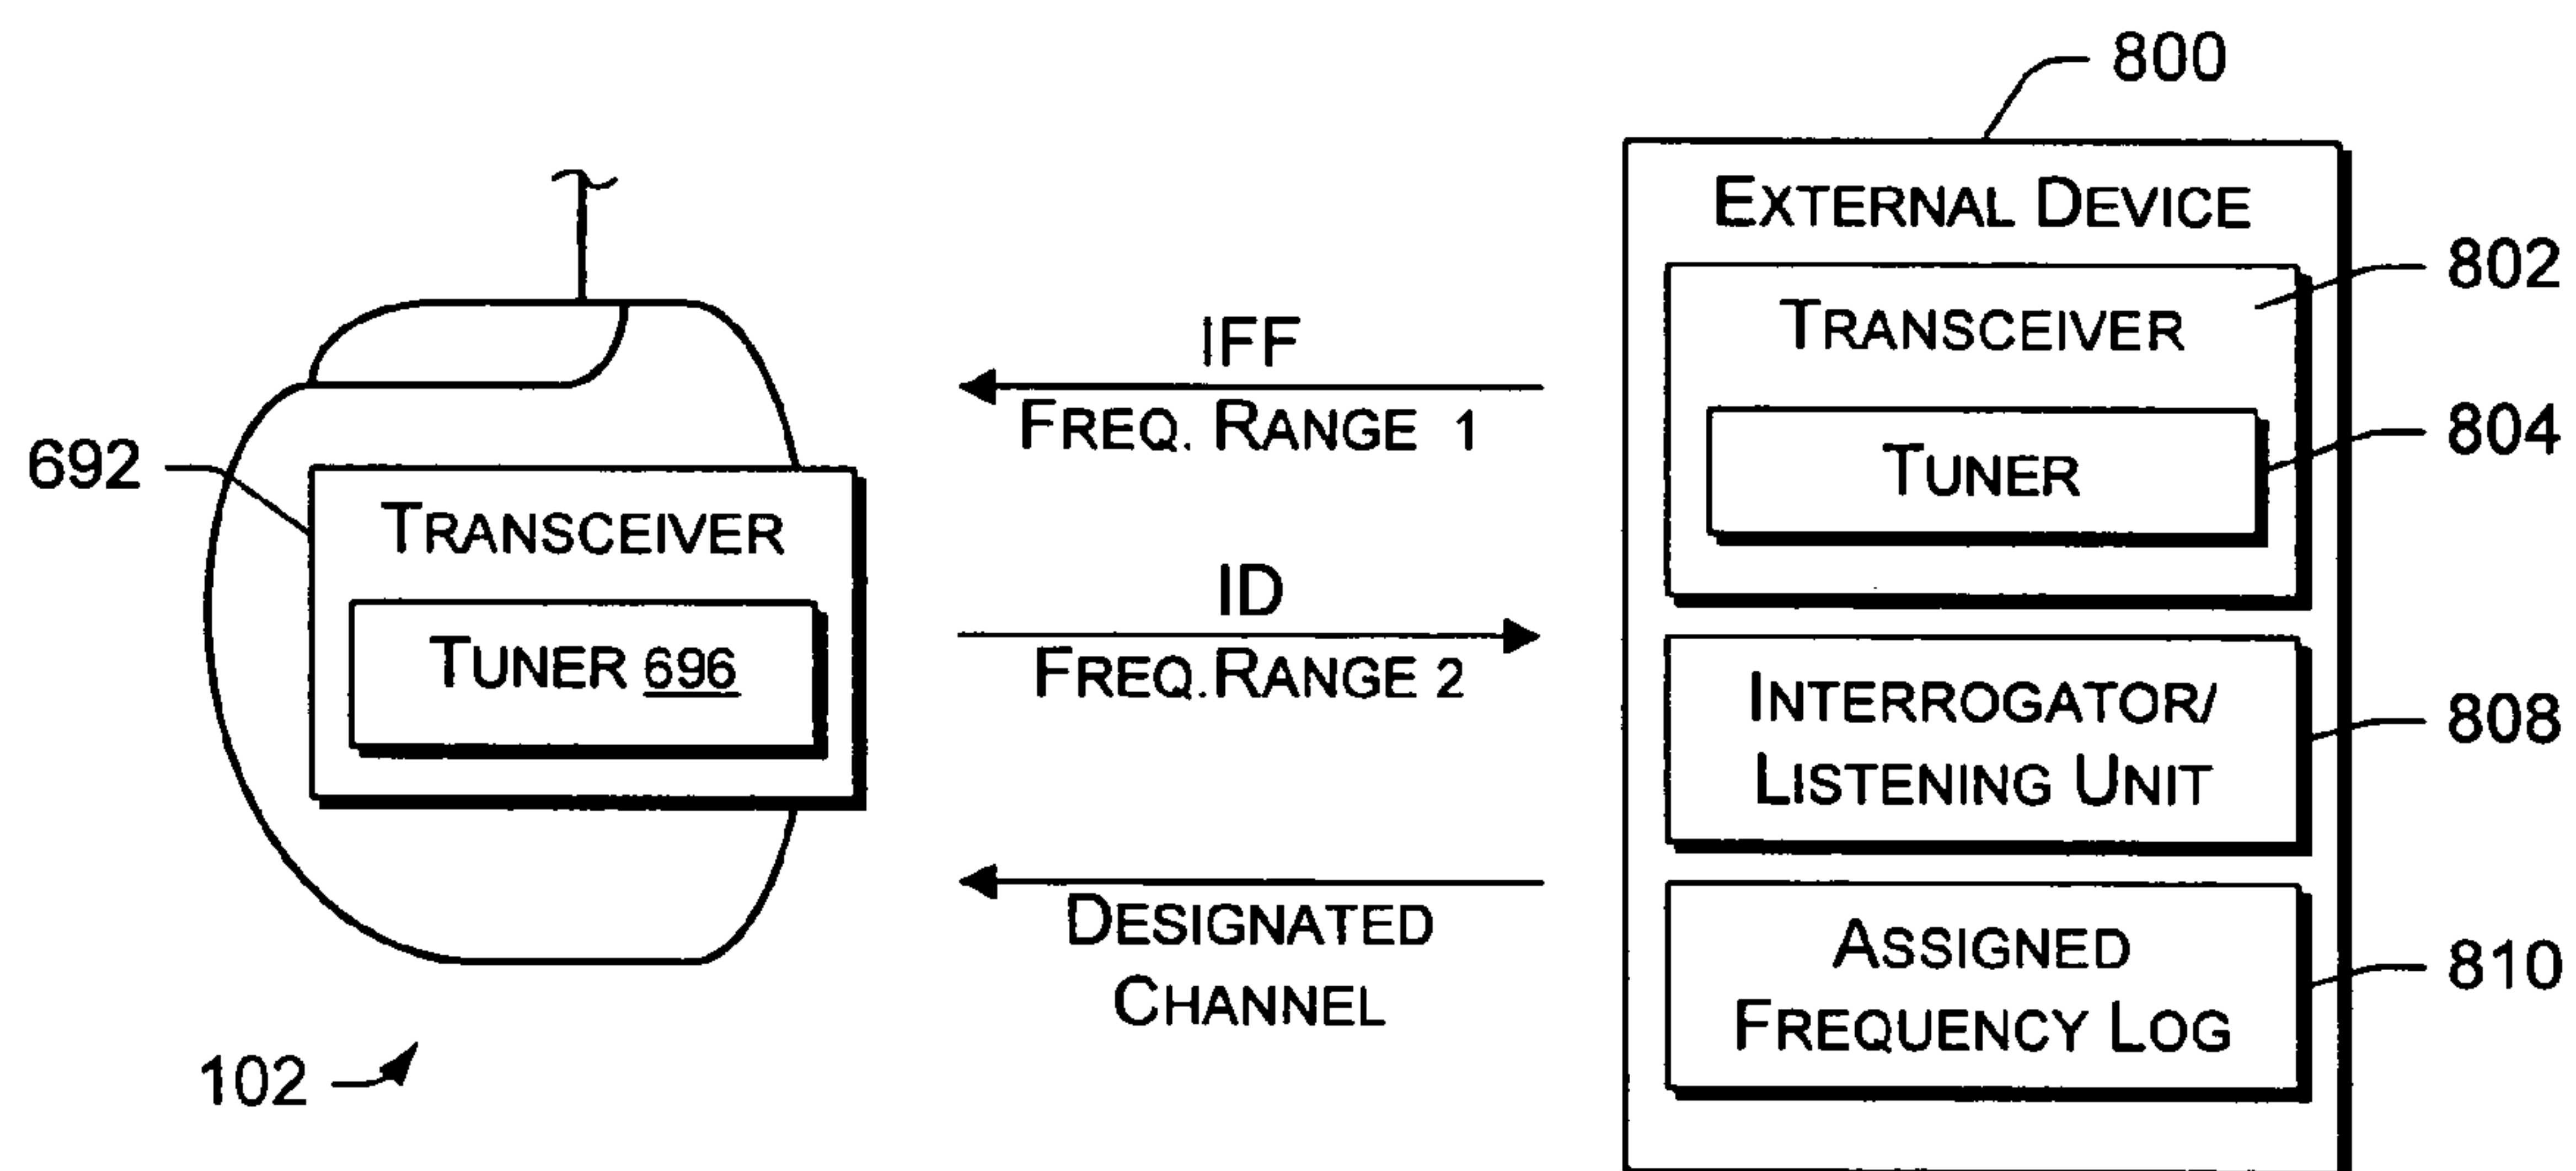 800
EXTERNAL DEVICE
802
TRANSCEIVER
IFF
FREQ. RANGE 1
804
TUNER
692
TRANSCEIVER
ID
TUNER 696
FREQ. RANGE 2
INTERROGATOR/
LISTENING UNIT
808
DESIGNATED
CHANNEL
ASSIGNED
FREQUENCY LOG
810
102